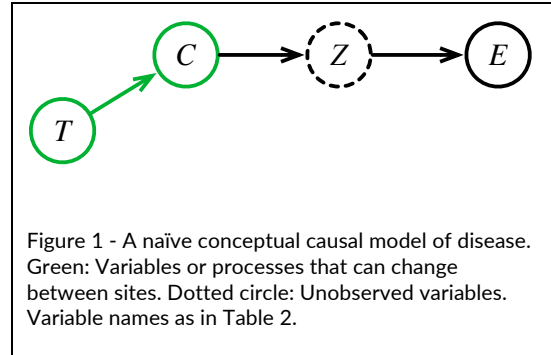 C
Z
E
T
Figure 1 - A naïve conceptual causal model of disease.
Green: Variables or processes that can change
between sites. Dotted circle: Unobserved variables.
Variable names as in Table 2.